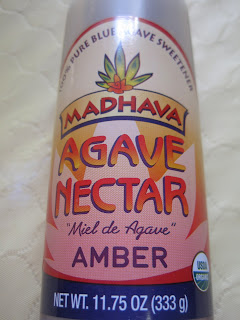 100% PURE BLUE AGAVE SWEETENER
MADHAVA
AGAVE
NECTAR
"Miel de Agave"
AMBER
USDA
ORGANIC
NET WT. 11.75 OZ (333 g)